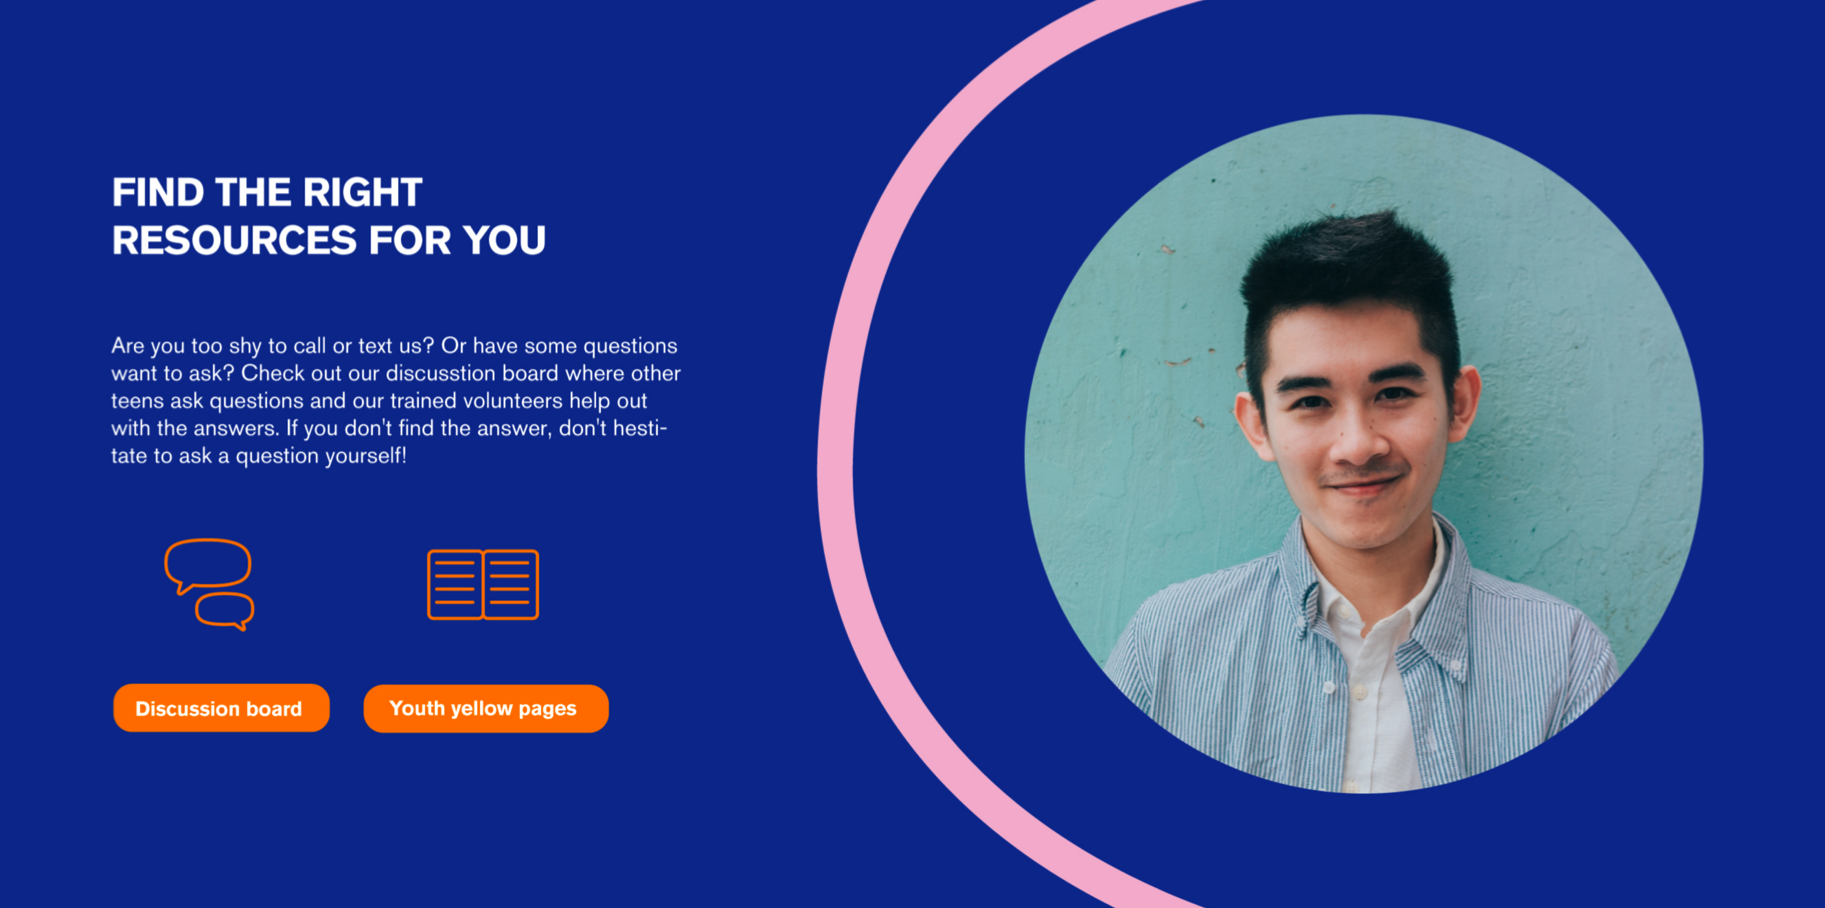 FIND THE RIGHT
RESOURCES FOR YOU
Are you too shy to call or text us? Or have some questions
want to ask? Check out our discusstion board where other
teens ask questions and our trained volunteers help out
with the answers. If you don't find the answer, don't hesti-
tate to ask a question yourself!
Discussion board
Youth yellow pages